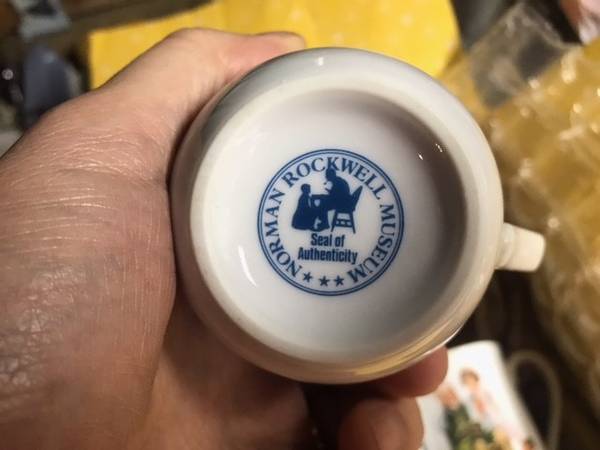 NORMAN ROCKWELL MUSEUM
Seal of
Authenticity